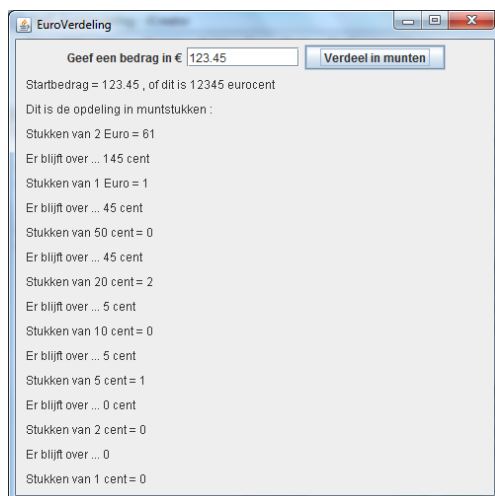 EuroVerdeling
Geef een bedrag in € 123.45 Verdeel in munten
Startbedrag = 123.45 , of dit is 12345 eurocent
Dit is de opdeling in muntstukken :
Stukken van 2 Euro = 61
Er blijft over ... 145 cent
Stukken van 1 Euro = 1
Er blijft over ... 45 cent
Stukken van 50 cent = 0
Er blijft over ... 45 cent
Stukken van 20 cent = 2
Er blijft over ... 5 cent
Stukken van 10 cent = 0
Er blijft over ... 5 cent
Stukken van 5 cent = 1
Er blijft over ... 0 cent
Stukken van 2 cent = 0
Er blijft over ... 0
Stukken van 1 cent = 0